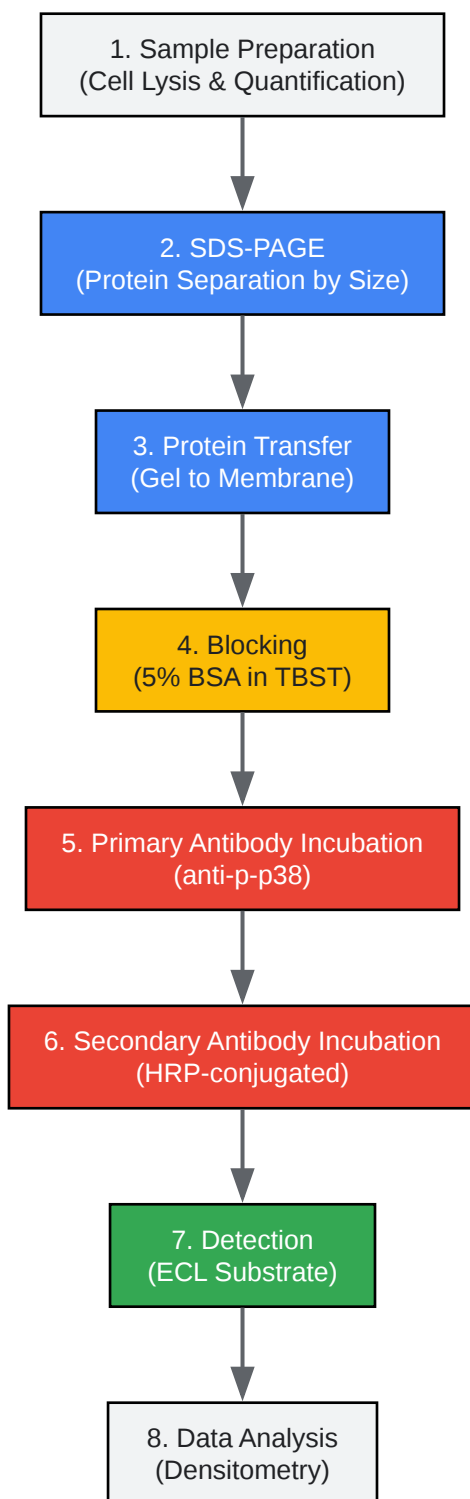 1. Sample Preparation
(Cell Lysis & Quantification)
2. SDS-PAGE
(Protein Separation by Size)
3. Protein Transfer
(Gel to Membrane)
4. Blocking
(5% BSA in TBST)
5. Primary Antibody Incubation
(anti-p-p38)
6. Secondary Antibody Incubation
(HRP-conjugated)
7. Detection
(ECL Substrate)
8. Data Analysis
(Densitometry)